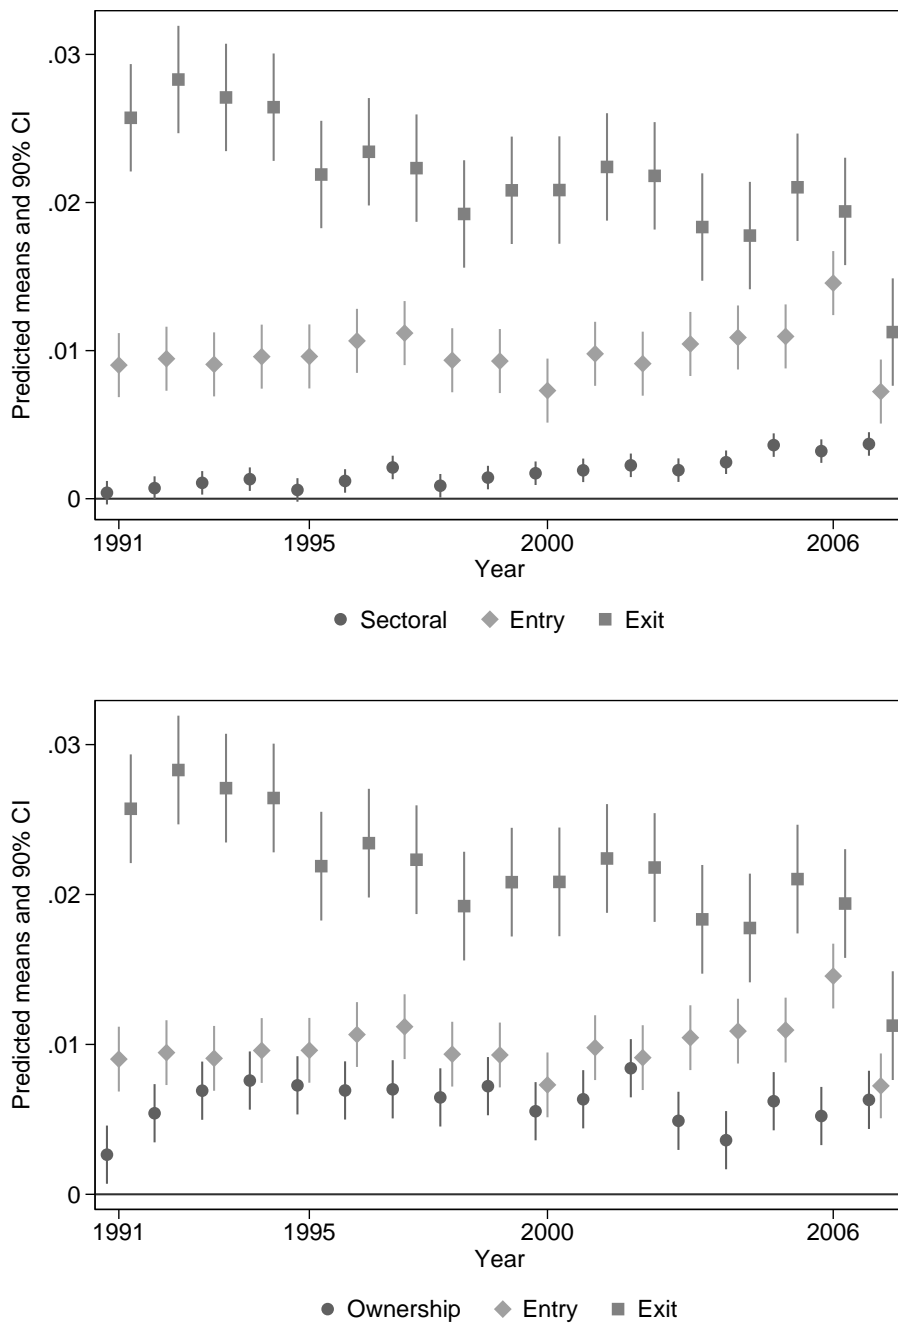 Predicted means and 90% CI
.03
.02
.01
0
1991 1995 2000 2006
Year
Sectoral Entry Exit
Predicted means and 90% CI
.03
.02
.01
0
1991 1995 2000 2006
Year
Ownership Entry Exit